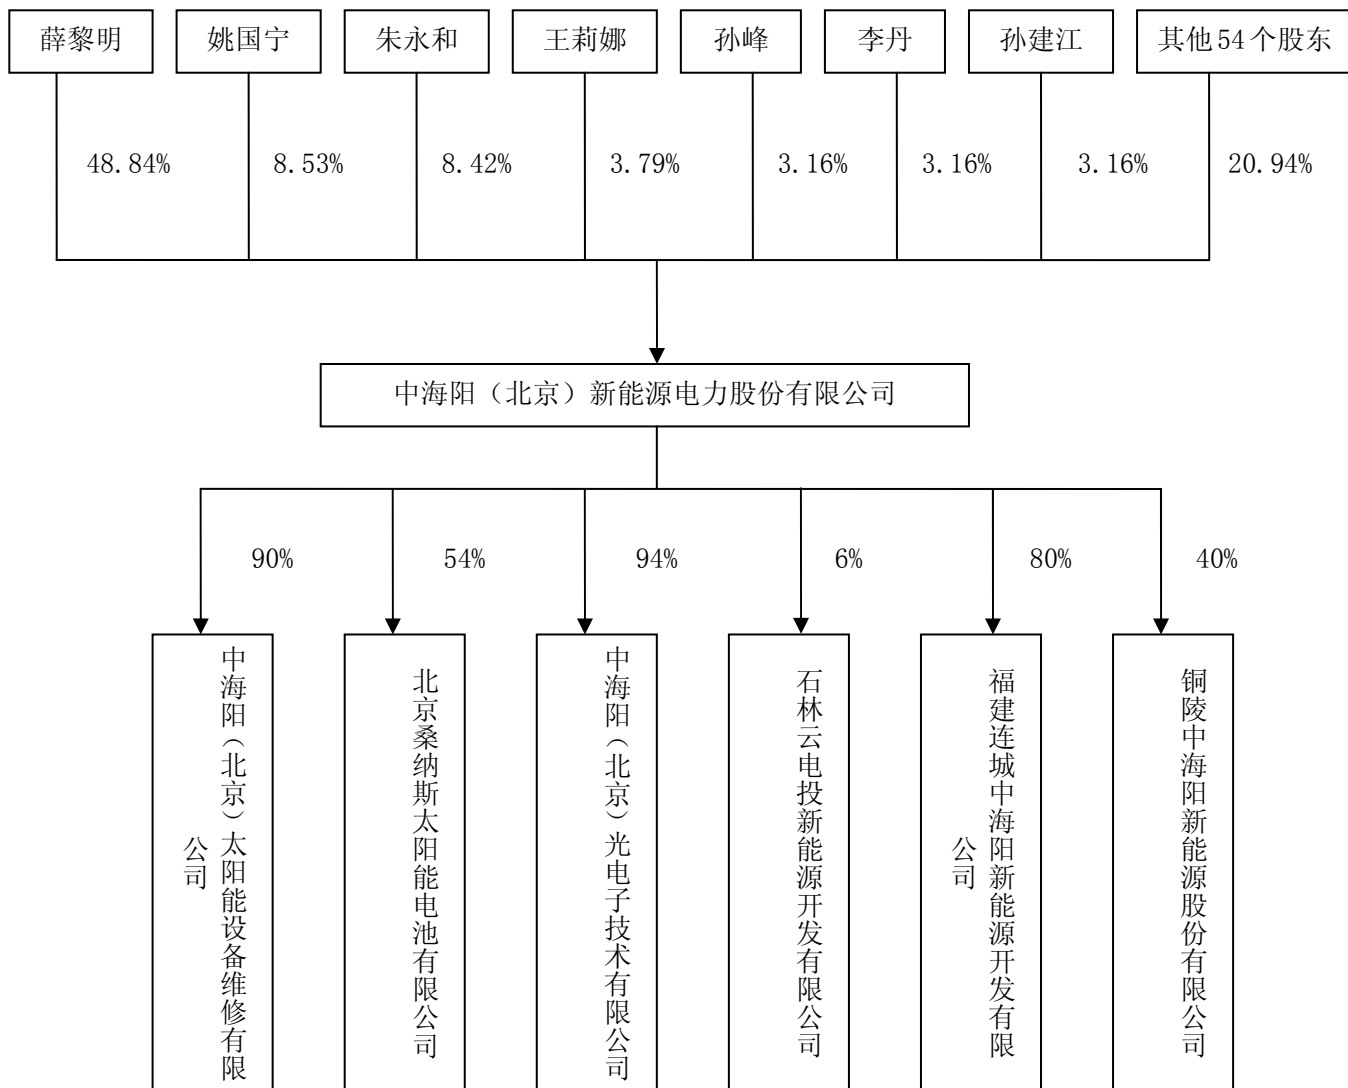 薛黎明
姚国宁
朱永和
王莉娜
孙峰
李丹
孙建江
其他54个股东
48.84%
8.53%
8.42%
3.79%
3.16%
3.16%
3.16%
20.94%
中海阳（北京）新能源电力股份有限公司
90%
54%
94%
6%
80%
40%
中海阳（北京）太阳能设备维修有限
公司
北京桑纳斯太阳能电池有限公司
中海阳（北京）光电子技术有限公司
石林云电投新能源开发有限公司
福建连城中海阳新能源开发有限
公司
铜陵中海阳新能源股份有限公司